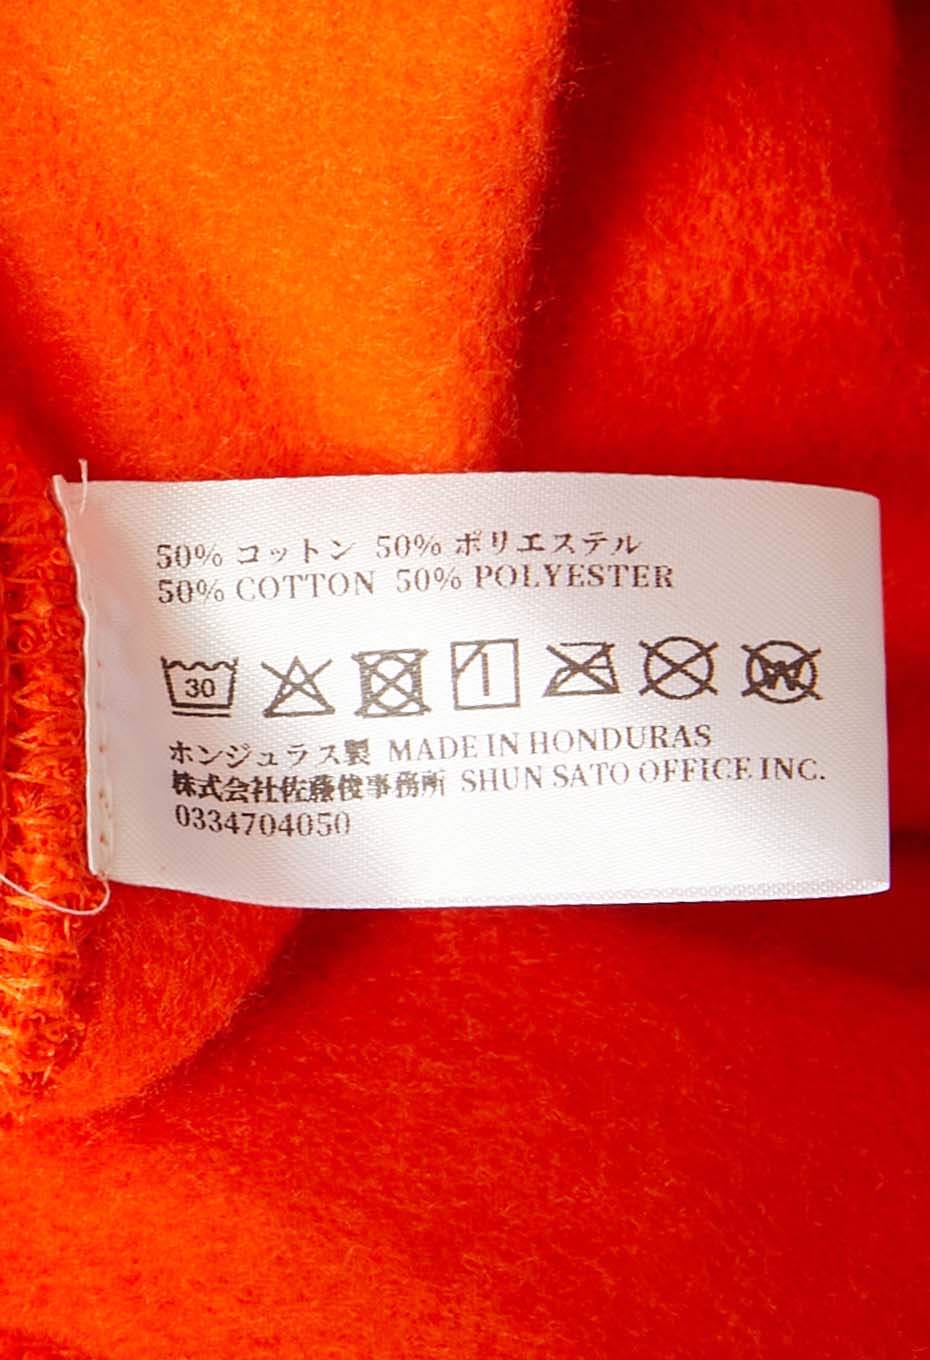 50% コットン 50% ポリエステル
50% COTTON 50% POLYESTER
30
W
ホンジュラス製 MADE IN HONDURAS
株式会社佐藤俊事務所 SHUN SATO OFFICE INC.
0334704050